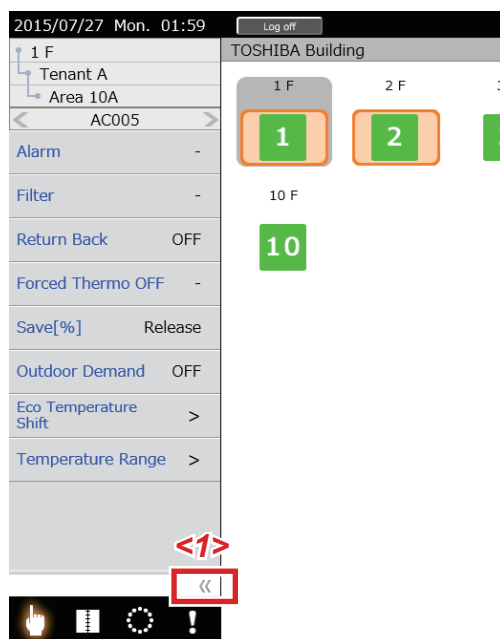 2015/07/27 Mon. 01:59
Log off
1 F
Tenant A
Area 10A
< AC005 >
Alarm -
Filter -
Return Back OFF
Forced Thermo OFF -
Save[%] Release
Outdoor Demand OFF
Eco Temperature
Shift >
Temperature Range >
<1>
«
!
TOSHIBA Building
1 F 2 F
1 2
10 F
10